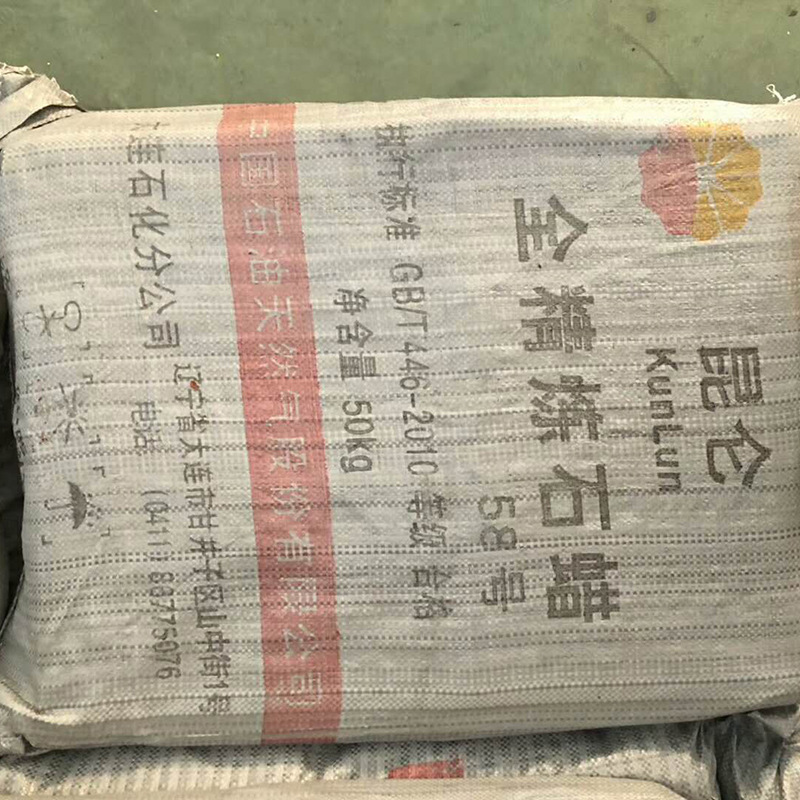 昆仑
KunLun
全精炼石蜡
58号
执行标准 GB/T446-2010 等级 合格
净含量 50kg
中国石油天然气股份有限公司
大连石化分公司
辽宁省大连市甘井子区山中街1号
电话 (0411) 86775076